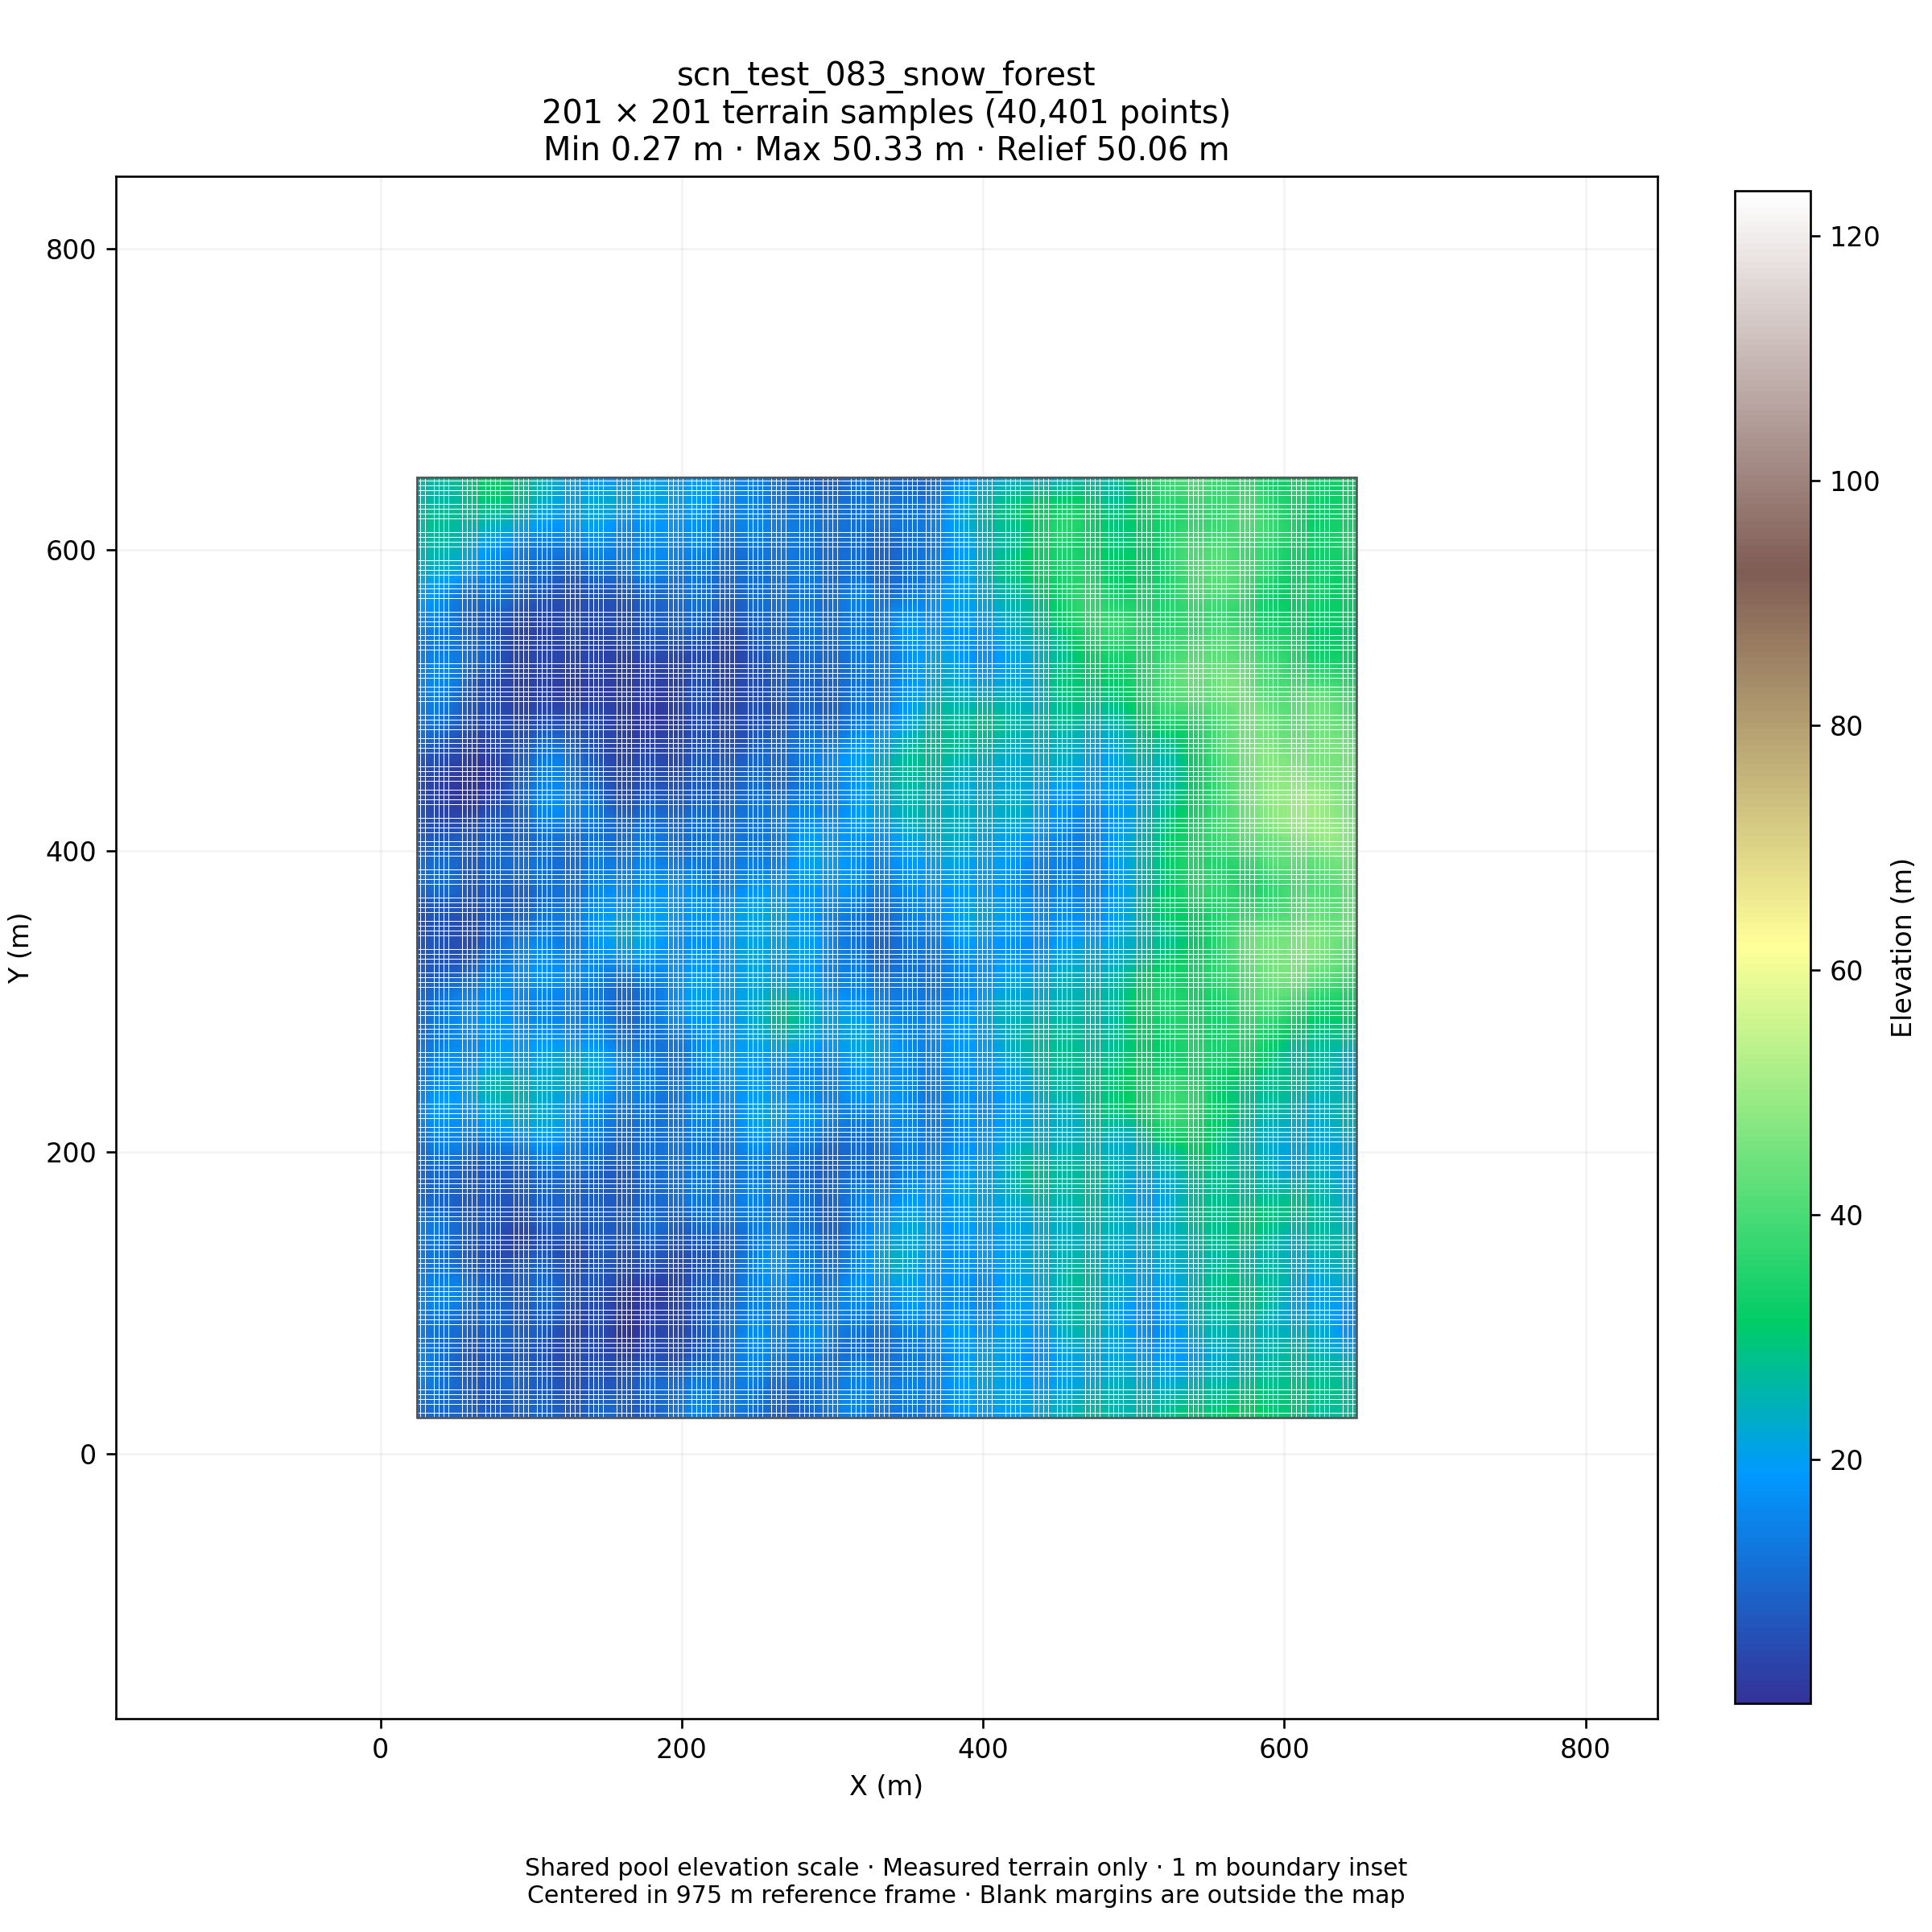 scn_test_083_snow_forest
201 × 201 terrain samples (40,401 points)
Min 0.27 m · Max 50.33 m · Relief 50.06 m
800
600
400
200
0
Y (m)
0
200
400
600
800
X (m)
120
100
80
60
40
20
Elevation (m)
Shared pool elevation scale · Measured terrain only · 1 m boundary inset
Centered in 975 m reference frame · Blank margins are outside the map